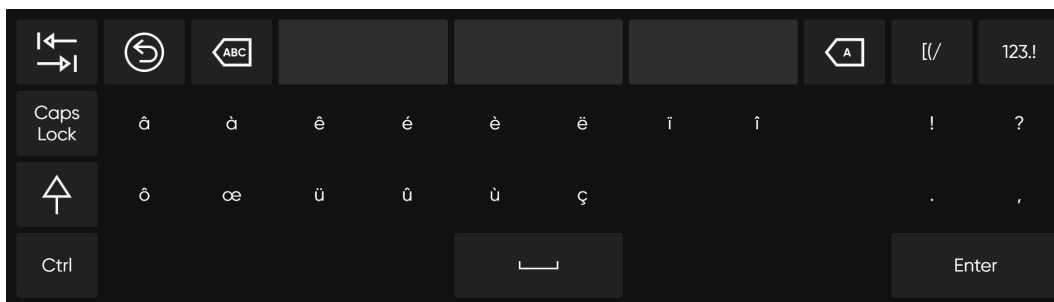 ABC A [(/ 123.!
Caps
Lock â à ê é è ë ï î ! ?
ô œ ü û ù ç . ,
Ctrl Enter